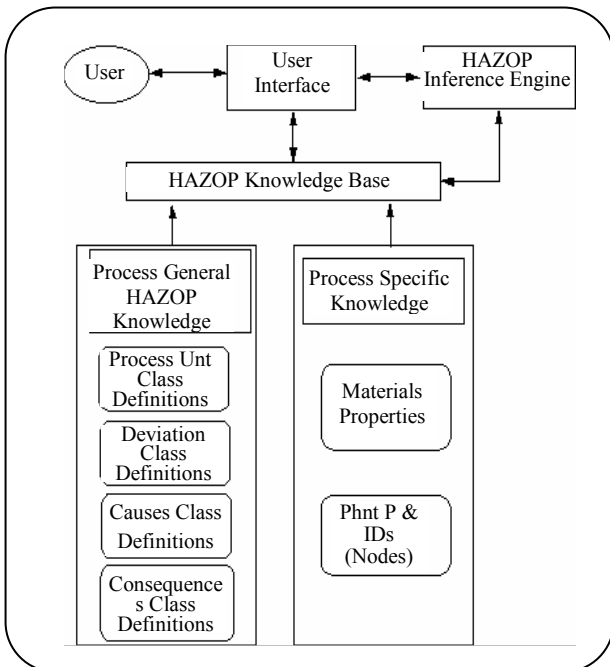 User
User
Interface
HAZOP
Inference Engine
HAZOP Knowledge Base
Process General
HAZOP
Knowledge
Process Unt
Class
Definitions
Deviation
Class
Definitions
Causes Class
Definitions
Consequence
s Class
Definitions
Process Specific
Knowledge
Materials
Properties
Phnt P &
IDs
(Nodes)